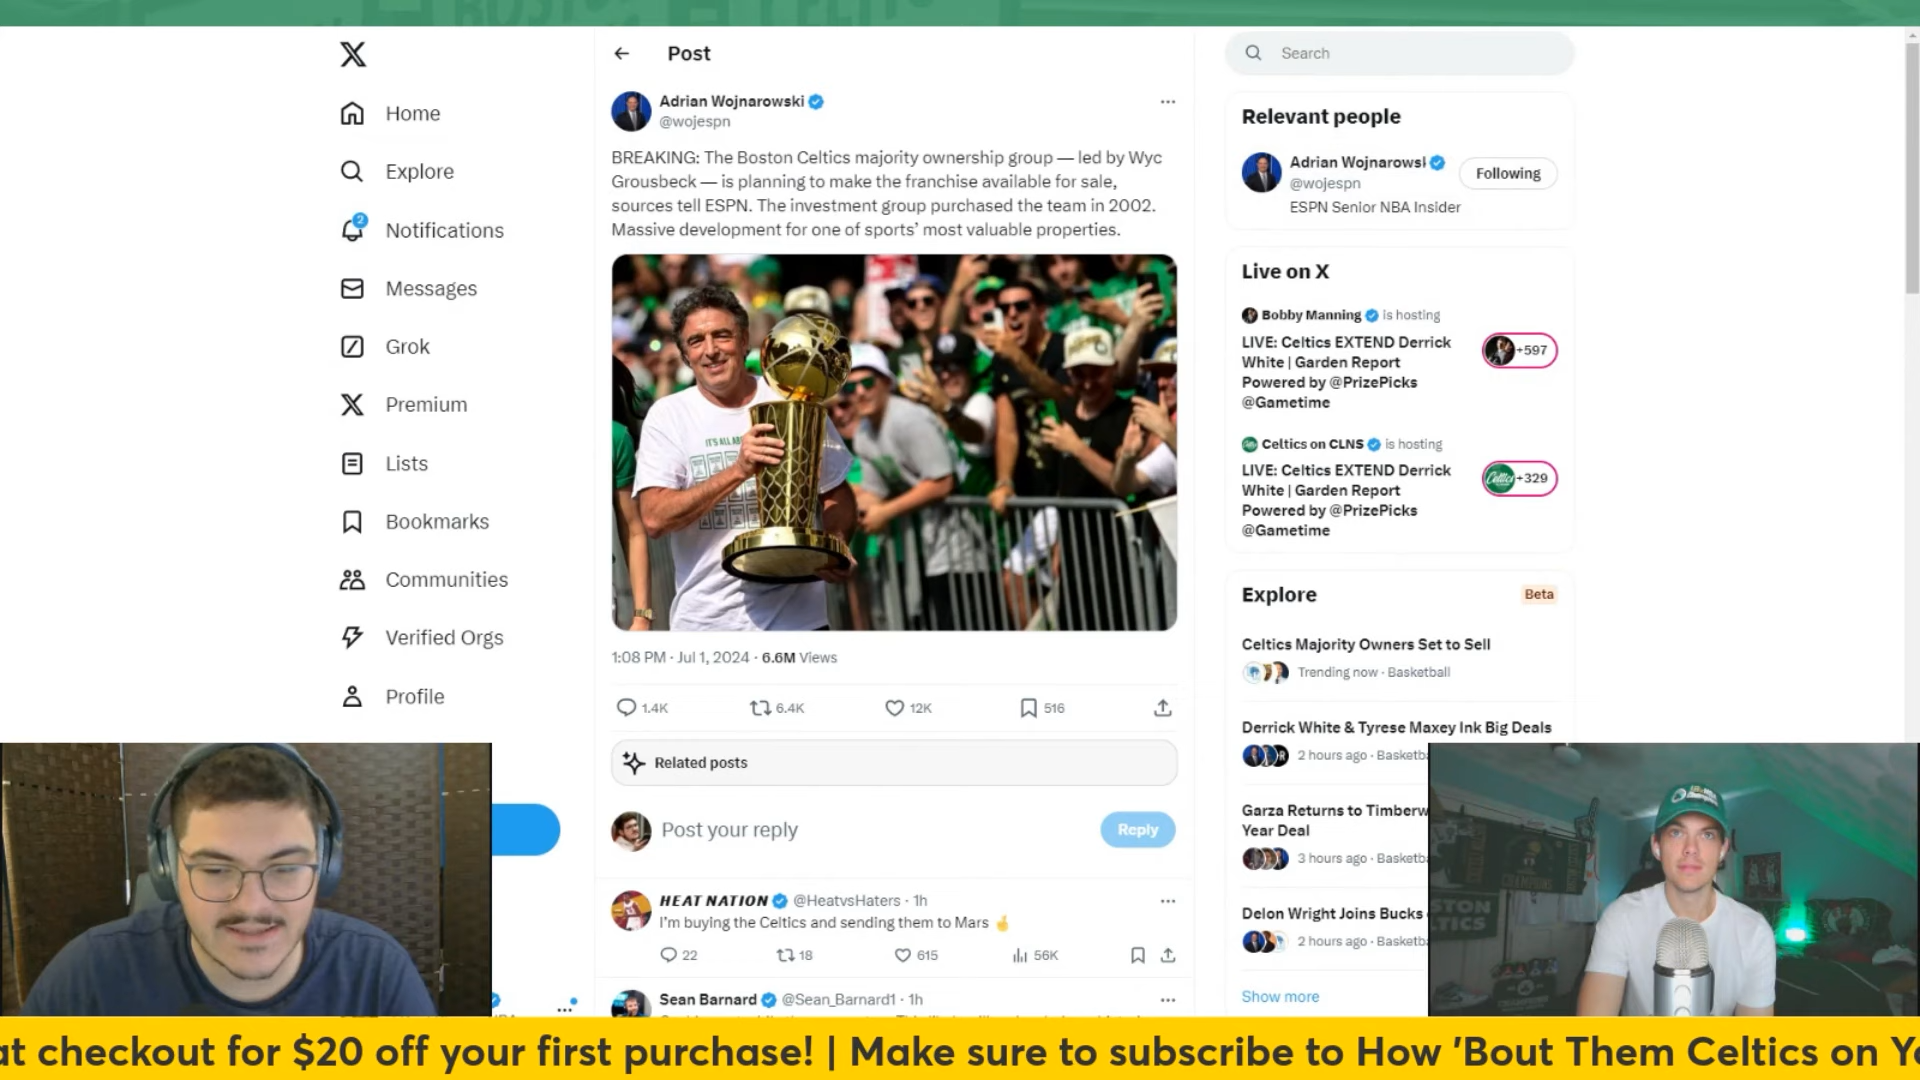 Home
Explore
2
Notifications
Messages
Grok
Premium
Lists
Bookmarks
Communities
Verified Orgs
Profile
Post
Adrian Wojnarowski
@wojespn
BREAKING: The Boston Celtics majority ownership group — led by Wyc
Grousbeck — is planning to make the franchise available for sale,
sources tell ESPN. The investment group purchased the team in 2002.
Massive development for one of sports’ most valuable properties.
IT'S ALL
1:08 PM · Jul 1, 2024 · 6.6M Views
1.4K
6.4K
12K
516
Related posts
Post your reply
Reply
HEAT NATION @HeatvsHaters · 1h
I'm buying the Celtics and sending them to Mars 🤞
22
18
615
56K
Sean Barnard @Sean_Barnard1 · 1h
Search
Relevant people
Adrian Wojnarowsl
@wojespn
Following
ESPN Senior NBA Insider
Live on X
Bobby Manning is hosting
LIVE: Celtics EXTEND Derrick
White | Garden Report
Powered by @PrizePicks
@Gametime
+597
Celtics on CLNS is hosting
LIVE: Celtics EXTEND Derrick
White | Garden Report
Powered by @PrizePicks
@Gametime
+329
Explore
Beta
Celtics Majority Owners Set to Sell
Trending now · Basketball
Derrick White & Tyrese Maxey Ink Big Deals
2 hours ago · Basketba
Garza Returns to Timberw
Year Deal
3 hours ago · Basketba
Delon Wright Joins Bucks
2 hours ago · Basketba
Show more
at checkout for $20 off your first purchase! | Make sure to subscribe to How 'Bout Them Celtics on Yo